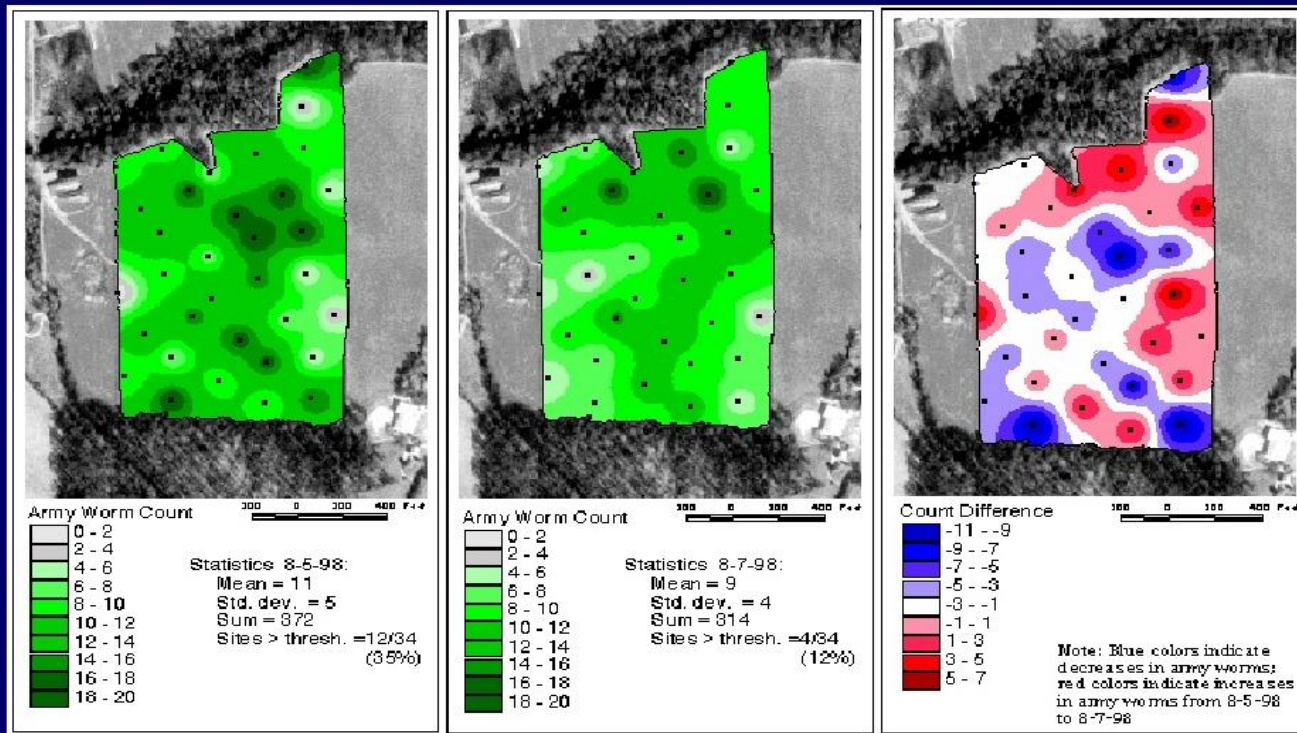 300 0 300 400 Feet
Army Worm Count
0 - 2
2 - 4
4 - 6
6 - 8
8 - 10
10 - 12
12 - 14
14 - 16
16 - 18
18 - 20
Statistics 8-5-98:
Mean = 11
Std. dev. = 5
Sum = 372
Sites > thresh. =12/34
(35%)
Army Worm Count
0 - 2
2 - 4
4 - 6
6 - 8
8 - 10
10 - 12
12 - 14
14 - 16
16 - 18
18 - 20
Statistics 8-7-98:
Mean = 9
Std. dev. = 4
Sum = 314
Sites > thresh. =4/34
(12%)
Count Difference
-11 - -9
-9 - -7
-7 - -5
-5 - -3
-3 - -1
-1 - 1
1 - 3
3 - 5
5 - 7
Note: Blue colors indicate
decreases in army worms;
red colors indicate increases
in army worms from 8-5-98
to 8-7-98